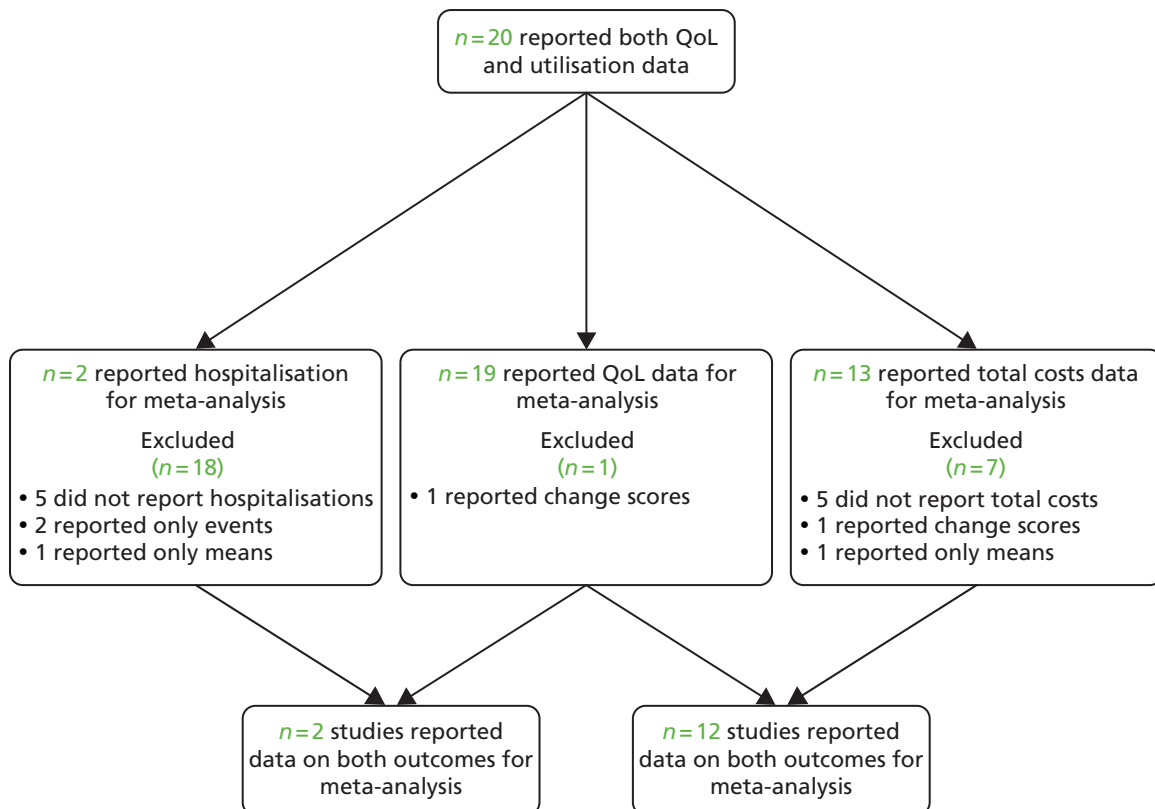 n=20 reported both QoL
and utilisation data
n=2 reported hospitalisation
for meta-analysis
Excluded
(n=18)
• 5 did not report hospitalisations
• 2 reported only events
• 1 reported only means
n=19 reported QoL data for
meta-analysis
Excluded
(n=1)
• 1 reported change scores
n=13 reported total costs data
for meta-analysis
Excluded
(n=7)
• 5 did not report total costs
• 1 reported change scores
• 1 reported only means
n=2 studies reported
data on both outcomes for
meta-analysis
n=12 studies reported
data on both outcomes for
meta-analysis